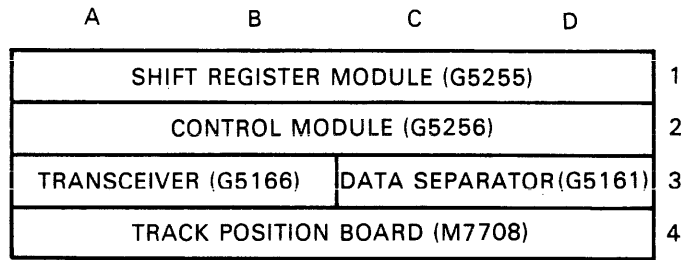 A B C D
SHIFT REGISTER MODULE (G5255) 1
CONTROL MODULE (G5256) 2
TRANSCEIVER (G5166) DATA SEPARATOR(G5161) 3
TRACK POSITION BOARD (M7708) 4